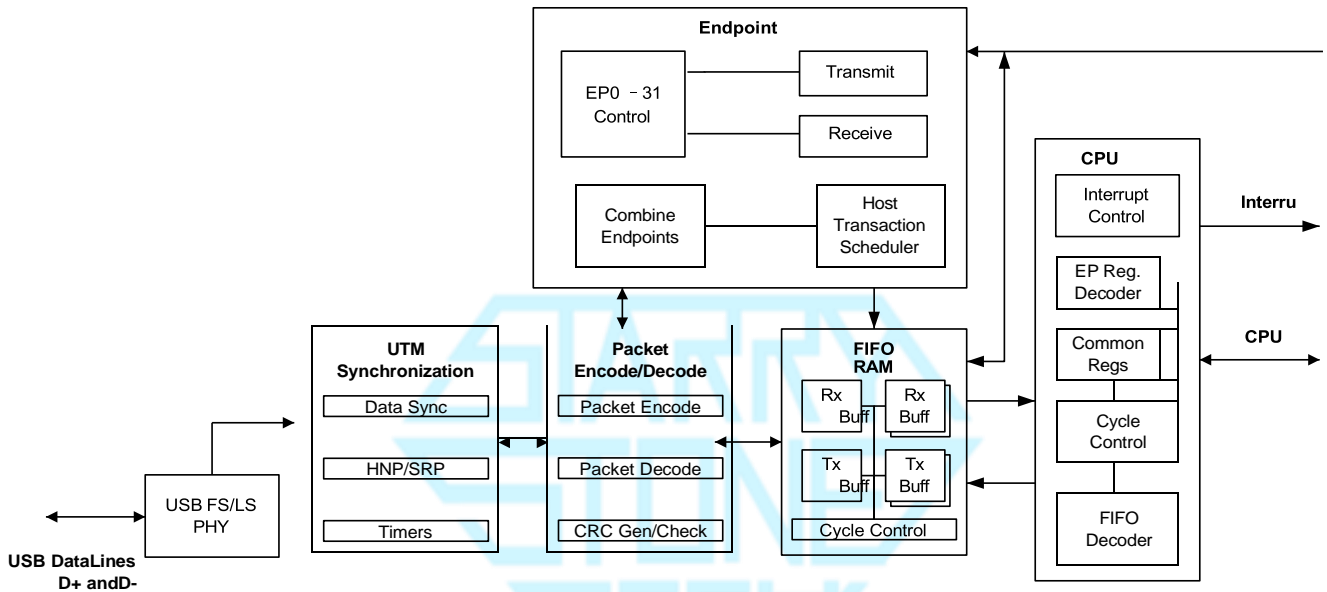 Endpoint
EP0 – 31
Control
Transmit
Receive
Combine
Endpoints
Host
Transaction
Scheduler
UTM
Synchronization
Data Sync
HNP/SRP
Timers
Packet
Encode/Decode
Packet Encode
Packet Decode
CRC Gen/Check
FIFO
RAM
Rx
Buff
Rx
Buff
Tx
Buff
Tx
Buff
Cycle Control
CPU
Interrupt
Control
EP Reg.
Decoder
Common
Regs
Cycle
Control
FIFO
Decoder
Interru
CPU
USB FS/LS
PHY
USB DataLines
D+ andD-
STARRY
STONE